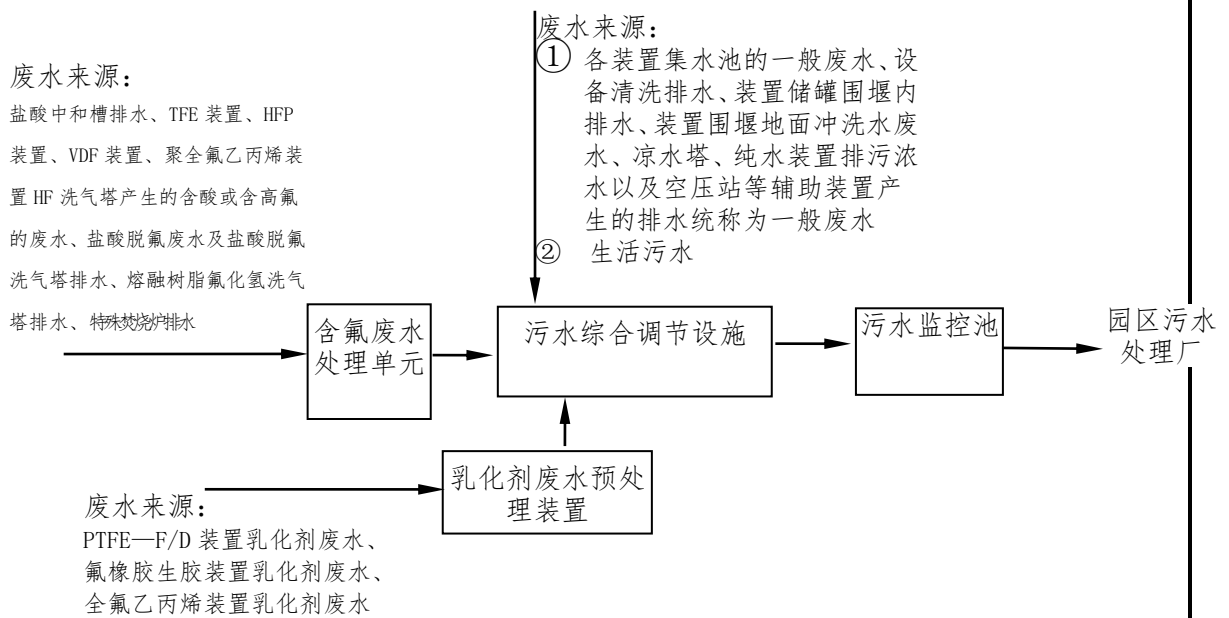 废水来源：
盐酸中和槽排水、TFE 装置、HFP
装置、VDF 装置、聚全氟乙丙烯装
置 HF 洗气塔产生的含酸或含高氟
的废水、盐酸脱氟废水及盐酸脱氟
洗气塔排水、熔融树脂氟化氢洗气
塔排水、特殊焚烧炉排水
废水来源：
① 各装置集水池的一般废水、设
备清洗排水、装置储罐围堰内
排水、装置围堰地面冲洗水废
水、凉水塔、纯水装置排污浓
水以及空压站等辅助装置产
生的排水统称为一般废水
② 生活污水
含氟废水
处理单元
污水综合调节设施
污水监控池
园区污水
处理厂
乳化剂废水预处
理装置
废水来源：
PTFE—F/D 装置乳化剂废水、
氟橡胶生胶装置乳化剂废水、
全氟乙丙烯装置乳化剂废水